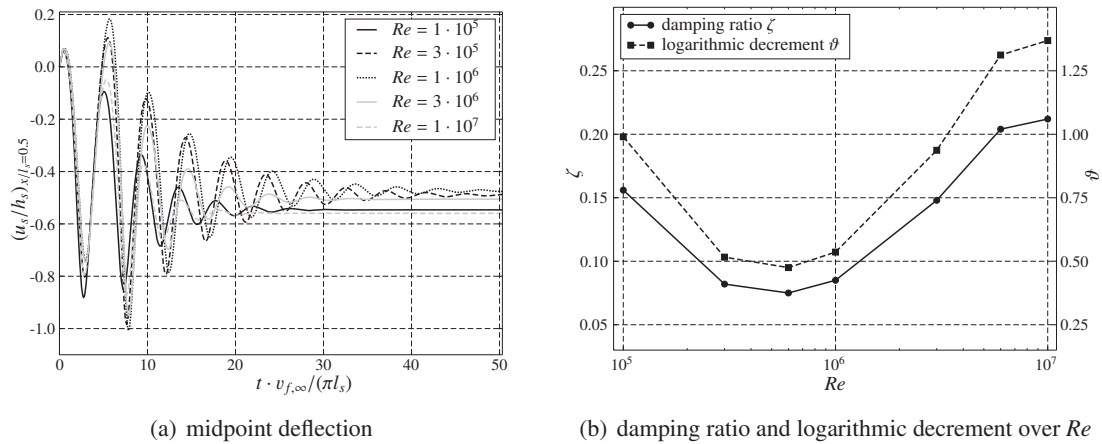 (u_s/h_s)_{x/l_s=0.5}
0.0
-0.2
-0.4
-0.6
-0.8
-1.0
0
10
20
30
40
50
t · v_{f,∞}/(πl_s)
Re = 1 · 10^5
Re = 3 · 10^5
Re = 1 · 10^6
Re = 3 · 10^6
Re = 1 · 10^7
(a) midpoint deflection
damping ratio ζ
logarithmic decrement ϑ
ζ
0.25
0.20
0.15
0.10
0.05
10^5
10^6
10^7
Re
1.25
1.00
0.75
0.50
0.25
ϑ
(b) damping ratio and logarithmic decrement over Re